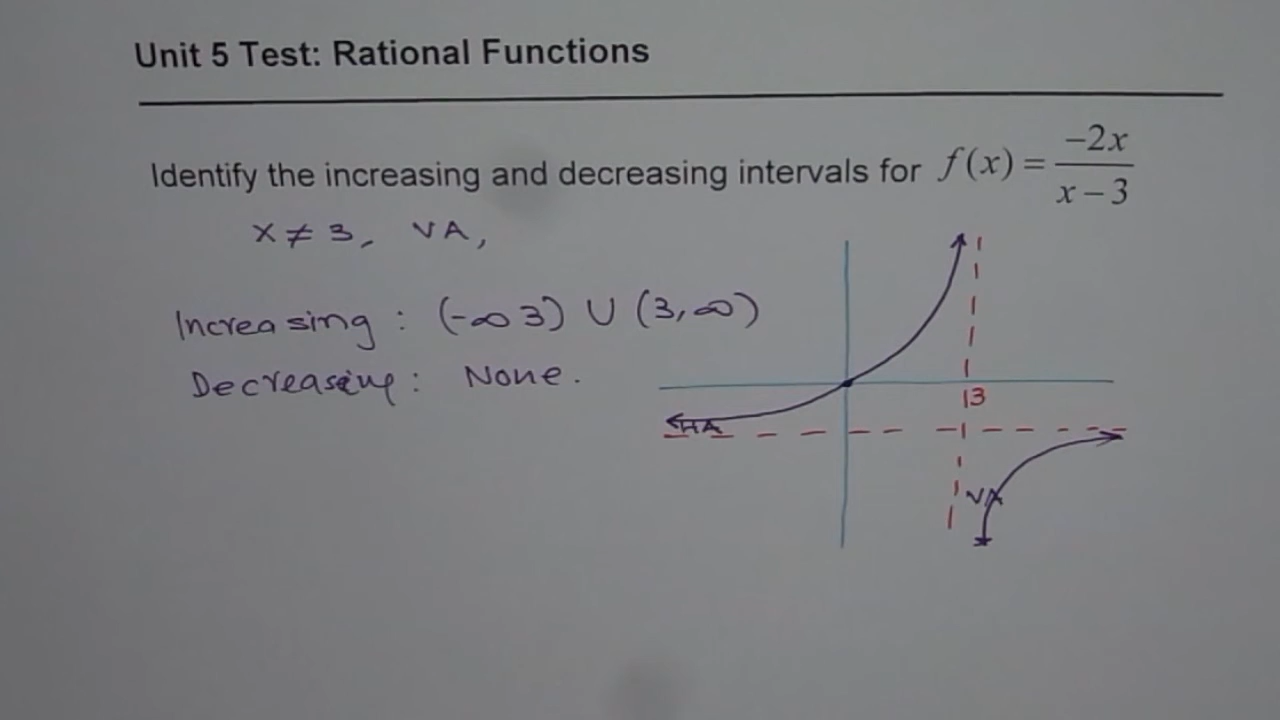 Unit 5 Test: Rational Functions
Identify the increasing and decreasing intervals for f(x) = -2x / x - 3
x ≠ 3, VA,
Increasing : (-∞ 3) ∪ (3, ∞)
Decreasing : None.
3
HA
VA